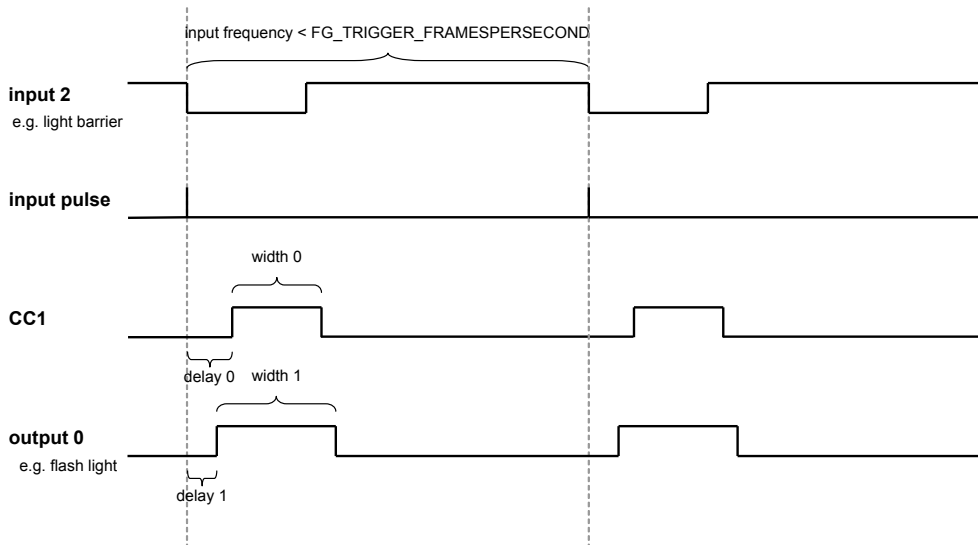 input frequency < FG_TRIGGER_FRAMESPERSECOND
input 2
e.g. light barrier
input pulse
width 0
CC1
delay 0
width 1
output 0
e.g. flash light
delay 1